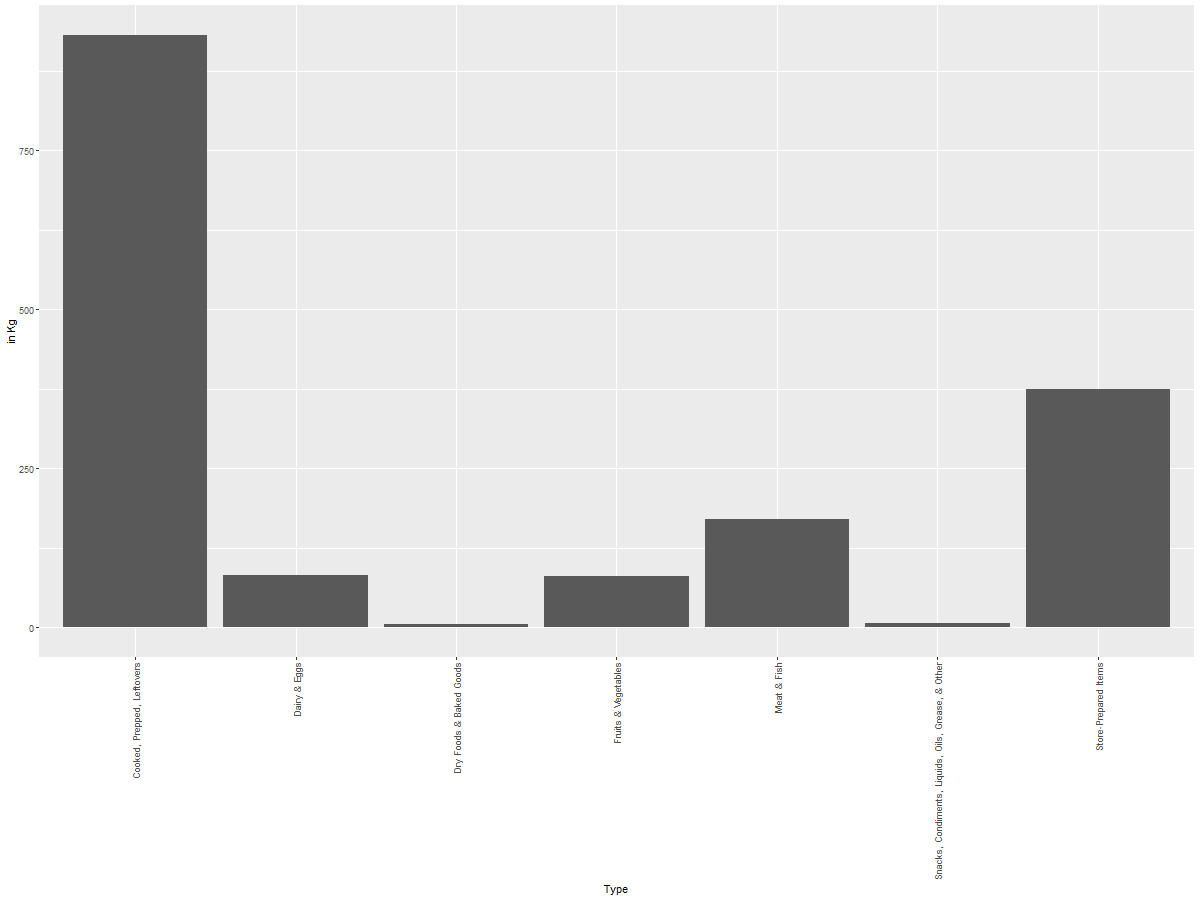 in Kg
750
500
250
0
Cooked, Prepped, Leftovers
Dairy & Eggs
Dry Foods & Baked Goods
Fruits & Vegetables
Meat & Fish
Snacks, Condiments, Liquids, Oils, Grease, & Other
Store-Prepared Items
Type